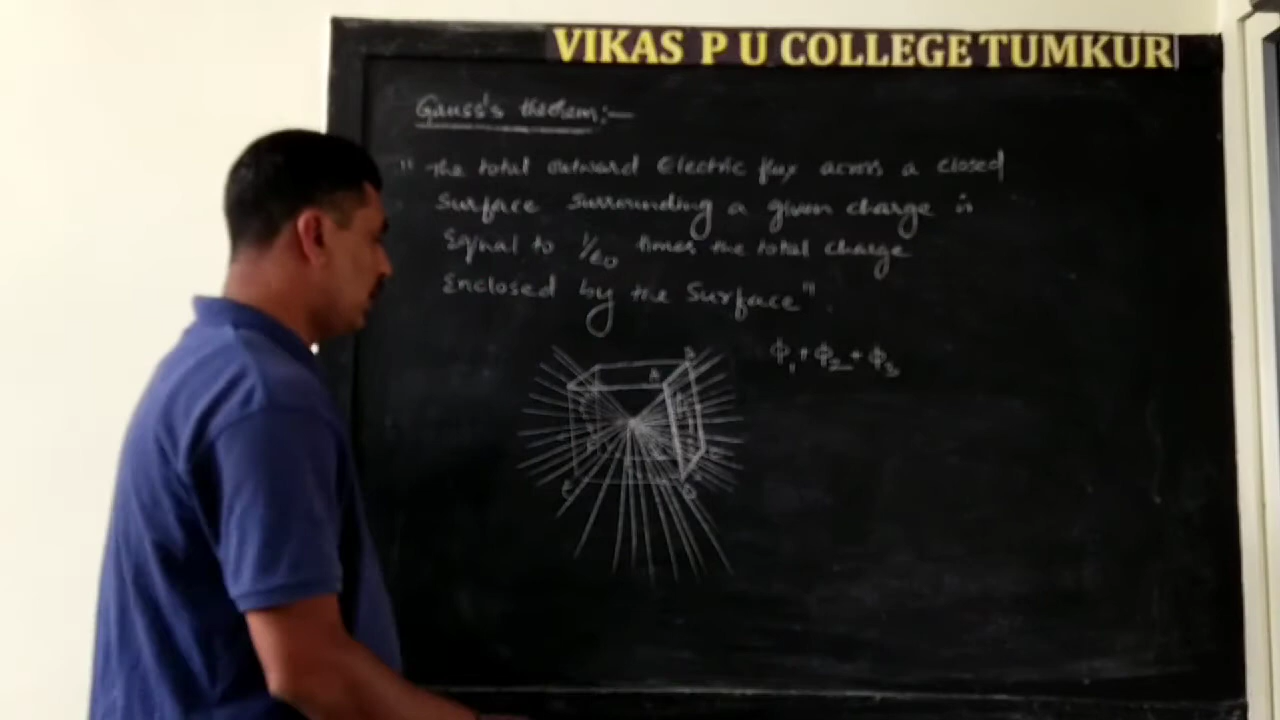 VIKAS P U COLLEGE TUMKUR
Gauss's theorem:-
" The total outward Electric flux across a closed
Surface surrounding a given charge is
Equal to 1/ε0 times the total charge
Enclosed by the Surface".
ϕ1+ϕ2+ϕ3
B
A
C
D